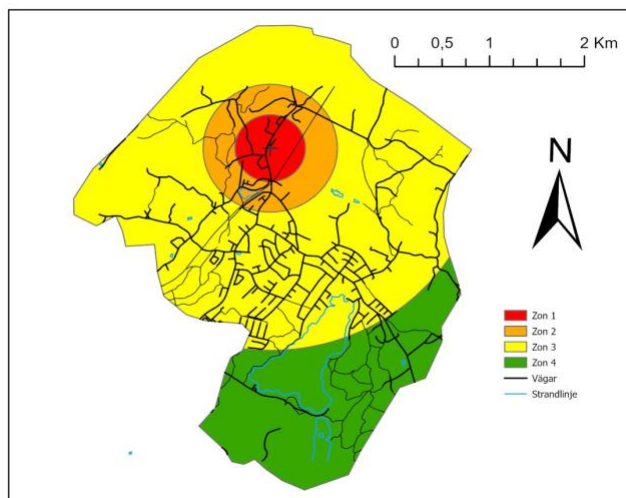 0 0,5 1 2 Km
N
Zon 1
Zon 2
Zon 3
Zon 4
Vägar
Strandlinje